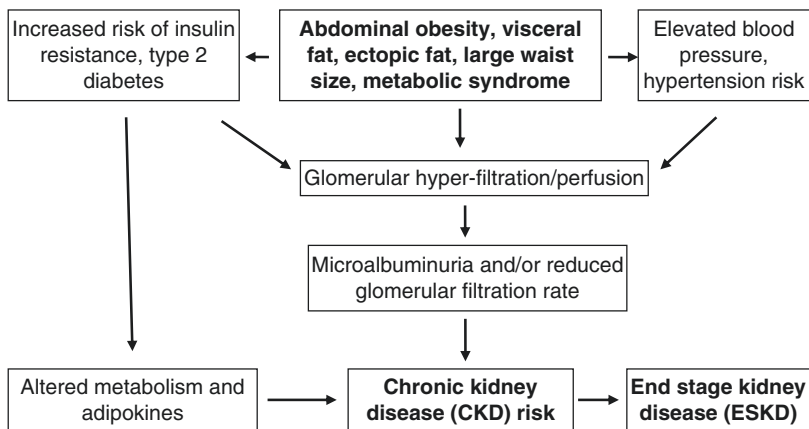 Increased risk of insulin
resistance, type 2
diabetes
Abdominal obesity, visceral
fat, ectopic fat, large waist
size, metabolic syndrome
Elevated blood
pressure,
hypertension risk
Glomerular hyper-filtration/perfusion
Microalbuminuria and/or reduced
glomerular filtration rate
Altered metabolism and
adipokines
Chronic kidney
disease (CKD) risk
End stage kidney
disease (ESKD)